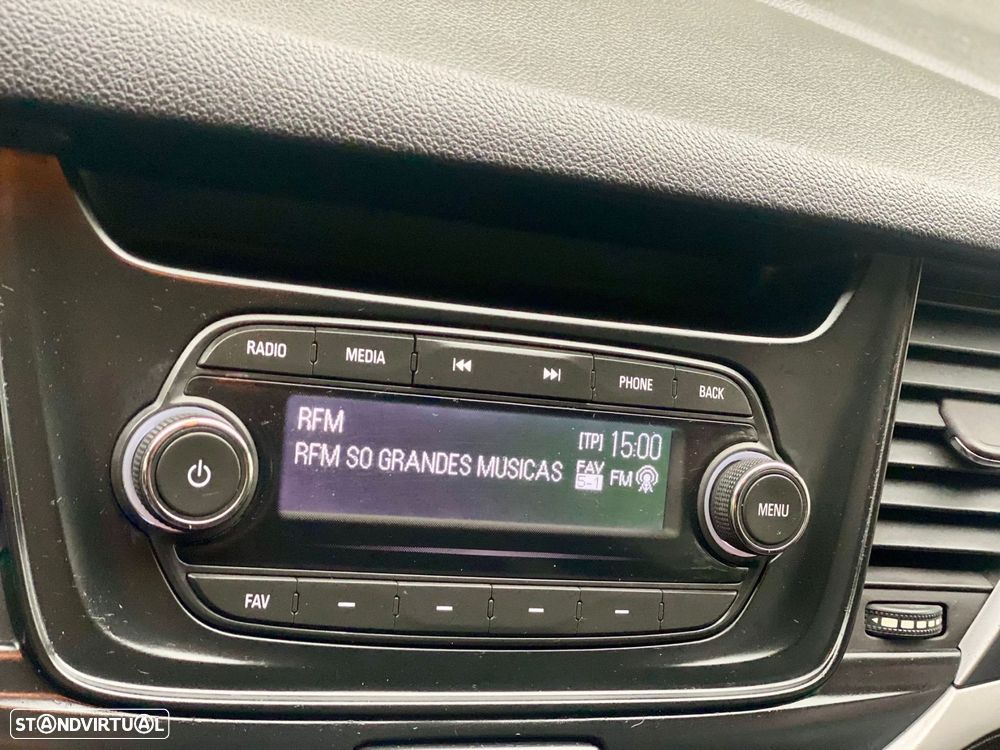 RADIO MEDIA PHONE BACK
RFM
[TP] 15:00
RFM SO GRANDES MUSICAS FAV 5-1 FM
MENU
FAV
STANDVIRTUAL